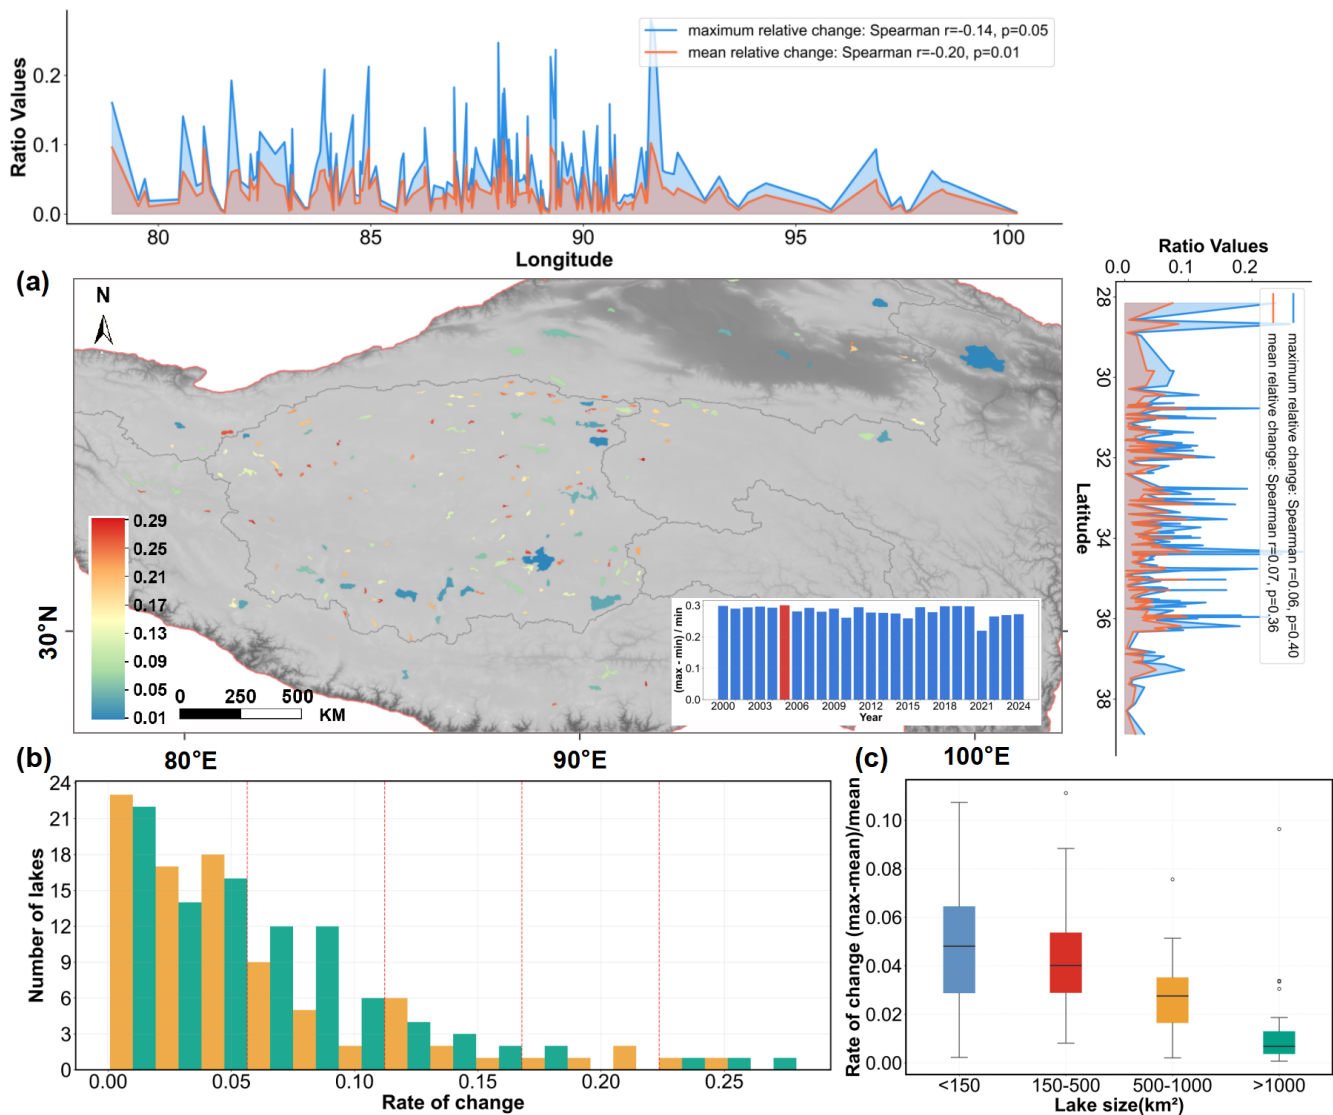 maximum relative change: Spearman r=-0.14, p=0.05
mean relative change: Spearman r=-0.20, p=0.01
Ratio Values
0.2
0.1
0.0
80 85 90 95 100
Longitude
Ratio Values
0.0 0.1 0.2
maximum relative change: Spearman r=0.06, p=0.40
mean relative change: Spearman r=0.07, p=0.36
28
30
32
34
36
38
Latitude
(a)
N
0.29
0.25
0.21
0.17
0.13
0.09
0.05
0.01
0 250 500
KM
30°N
(max - min) / min
0.3
0.2
0.1
0.0
2000 2003 2006 2009 2012 2015 2018 2021 2024
Year
80°E 90°E 100°E
(b)
Number of lakes
24
21
18
15
12
9
6
3
0
0.00 0.05 0.10 0.15 0.20 0.25
Rate of change
(c)
Rate of change (max-mean)/mean
0.10
0.08
0.06
0.04
0.02
0.00
<150 150-500 500-1000 >1000
Lake size(km²)